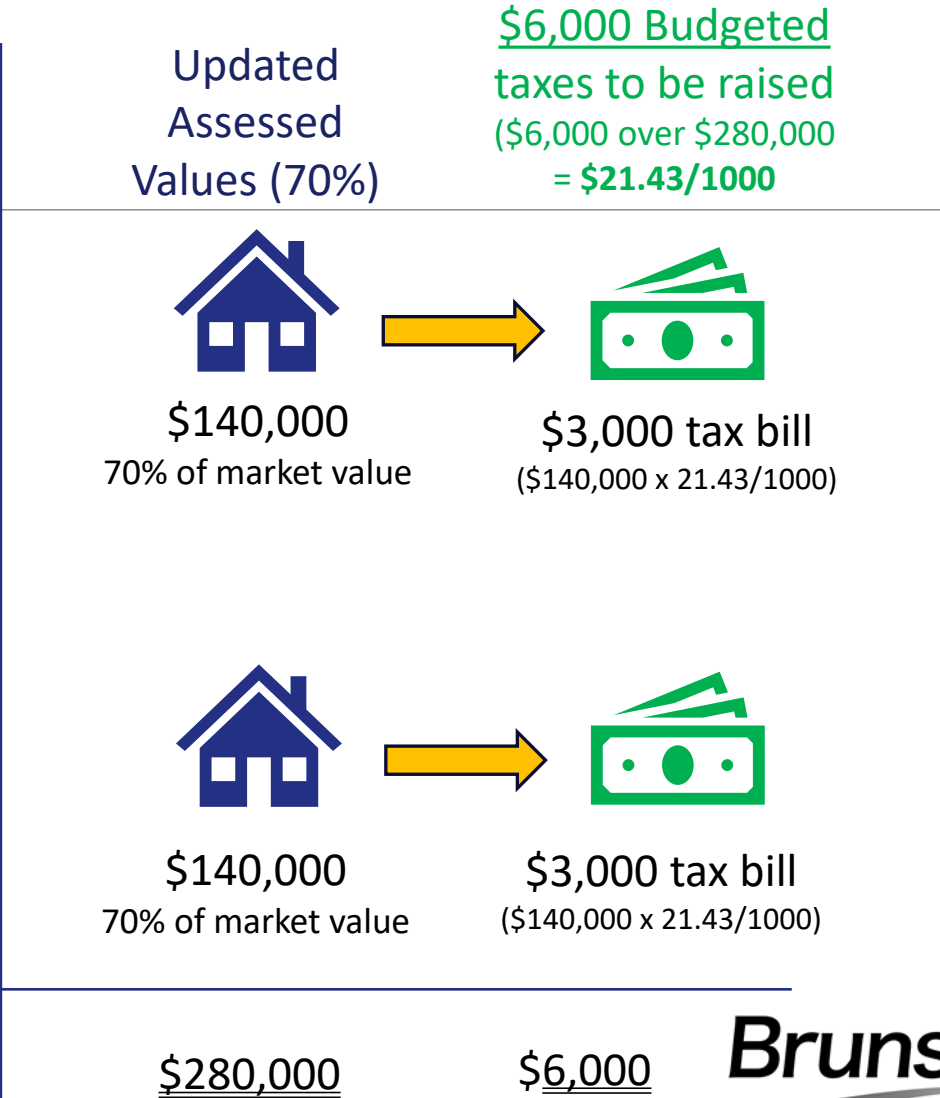 Updated
Assessed
Values (70%)
$6,000 Budgeted
taxes to be raised
($6,000 over $280,000
= $21.43/1000
$140,000
70% of market value
$3,000 tax bill
($140,000 x 21.43/1000)
$140,000
70% of market value
$3,000 tax bill
($140,000 x 21.43/1000)
$280,000
$6,000
Bruns